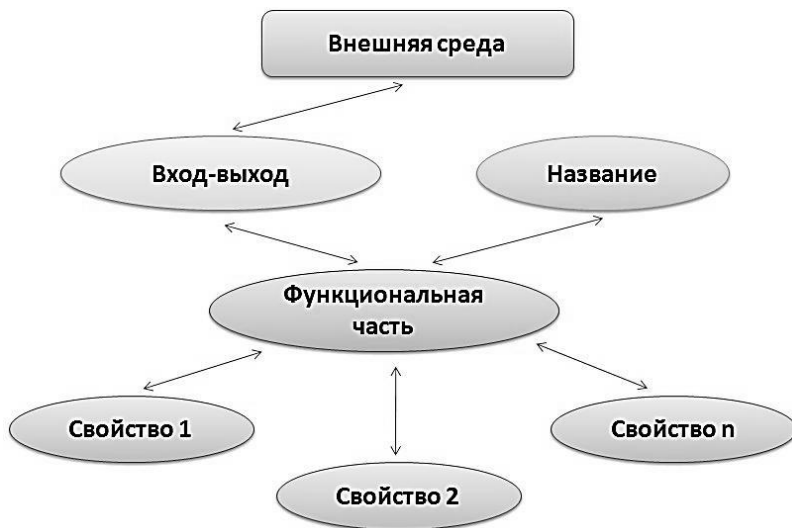 Внешняя среда
Вход-выход
Название
Функциональная
часть
Свойство 1
Свойство n
Свойство 2